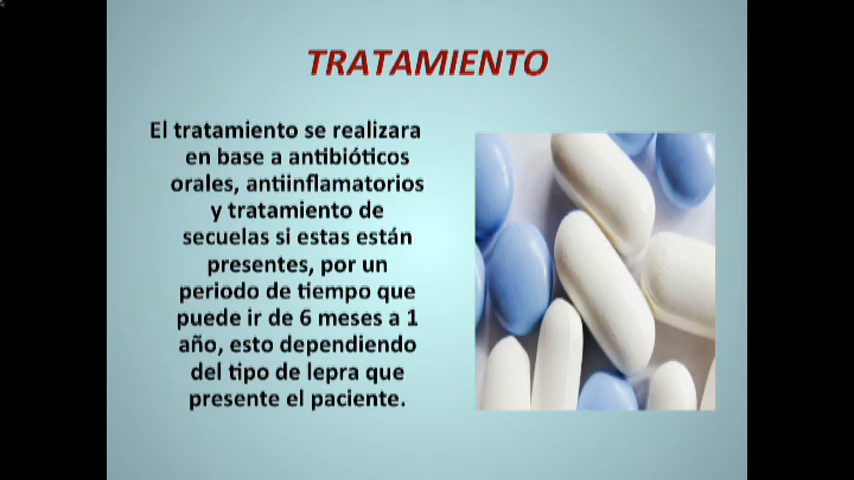 TRATAMIENTO
El tratamiento se realizara
en base a antibióticos
orales, antiinflamatorios
y tratamiento de
secuelas si estas están
presentes, por un
periodo de tiempo que
puede ir de 6 meses a 1
año, esto dependiendo
del tipo de lepra que
presente el paciente.